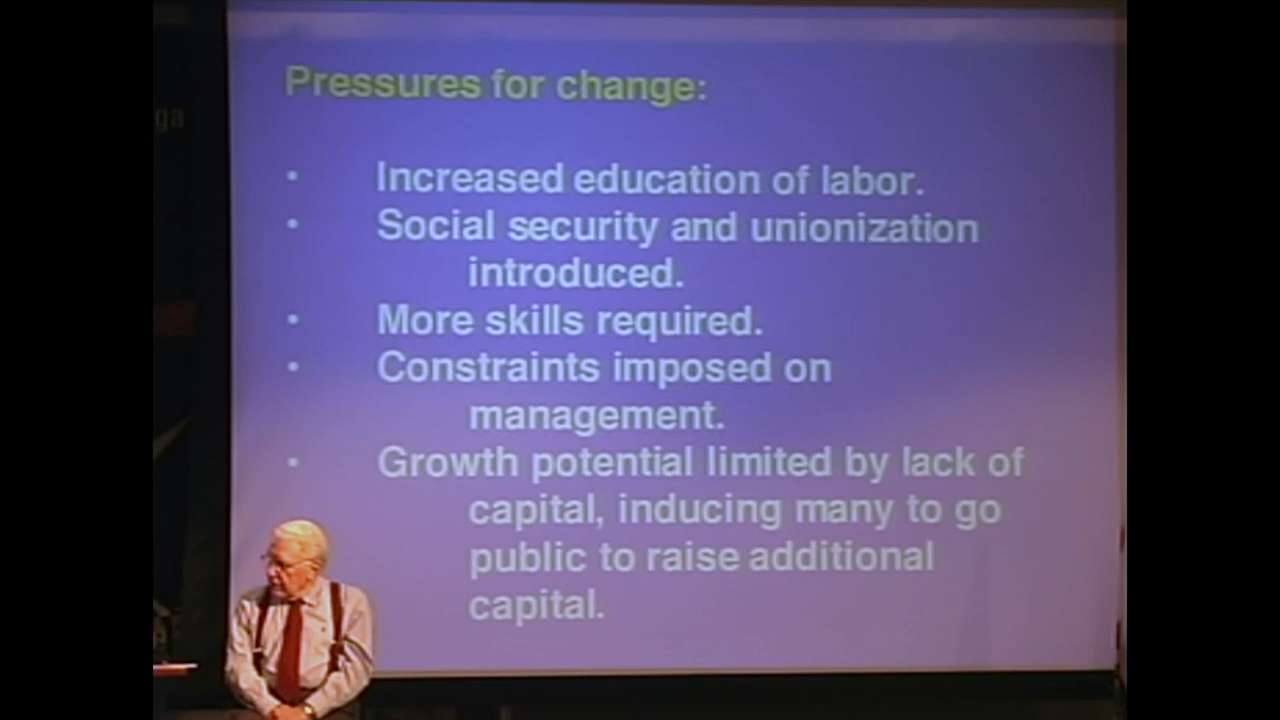 ga
Pressures for change:
• Increased education of labor.
• Social security and unionization
introduced.
• More skills required.
• Constraints imposed on
management.
• Growth potential limited by lack of
capital, inducing many to go
public to raise additional
capital.